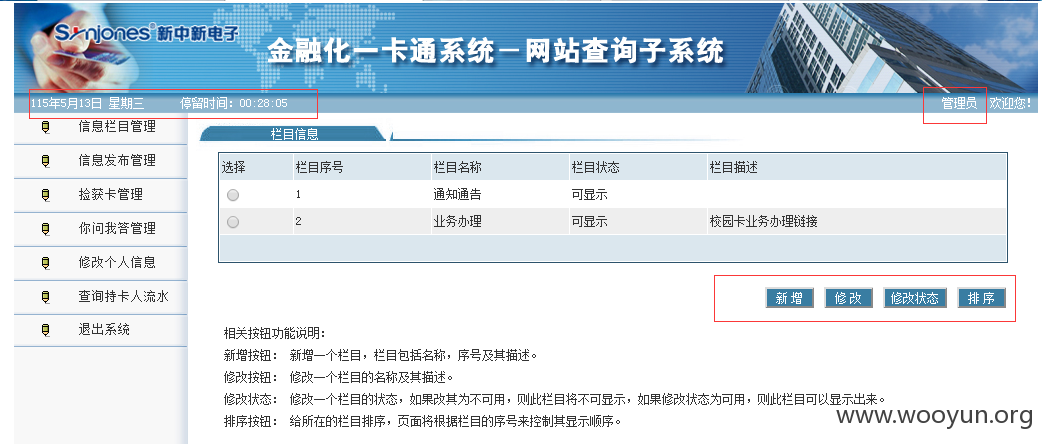 Synjones 新中新电子
金融化一卡通系统－网站查询子系统
115年5月13日 星期三 停留时间：00:28:05 管理员 欢迎您！
信息栏目管理
信息发布管理
捡获卡管理
你问我答管理
修改个人信息
查询持卡人流水
退出系统
栏目信息
选择 栏目序号 栏目名称 栏目状态 栏目描述
1 通知通告 可显示
2 业务办理 可显示 校园卡业务办理链接
新增 修改 修改状态 排序
相关按钮功能说明：
新增按钮： 新增一个栏目，栏目包括名称，序号及其描述。
修改按钮： 修改一个栏目的名称及其描述。
修改状态： 修改一个栏目的状态，如果改其为不可用，则此栏目将不可显示，如果修改状态为可用，则此栏目可以显示出来。
排序按钮： 给所在的栏目排序，页面将根据栏目的序号来控制其显示顺序。
www.wooyun.org